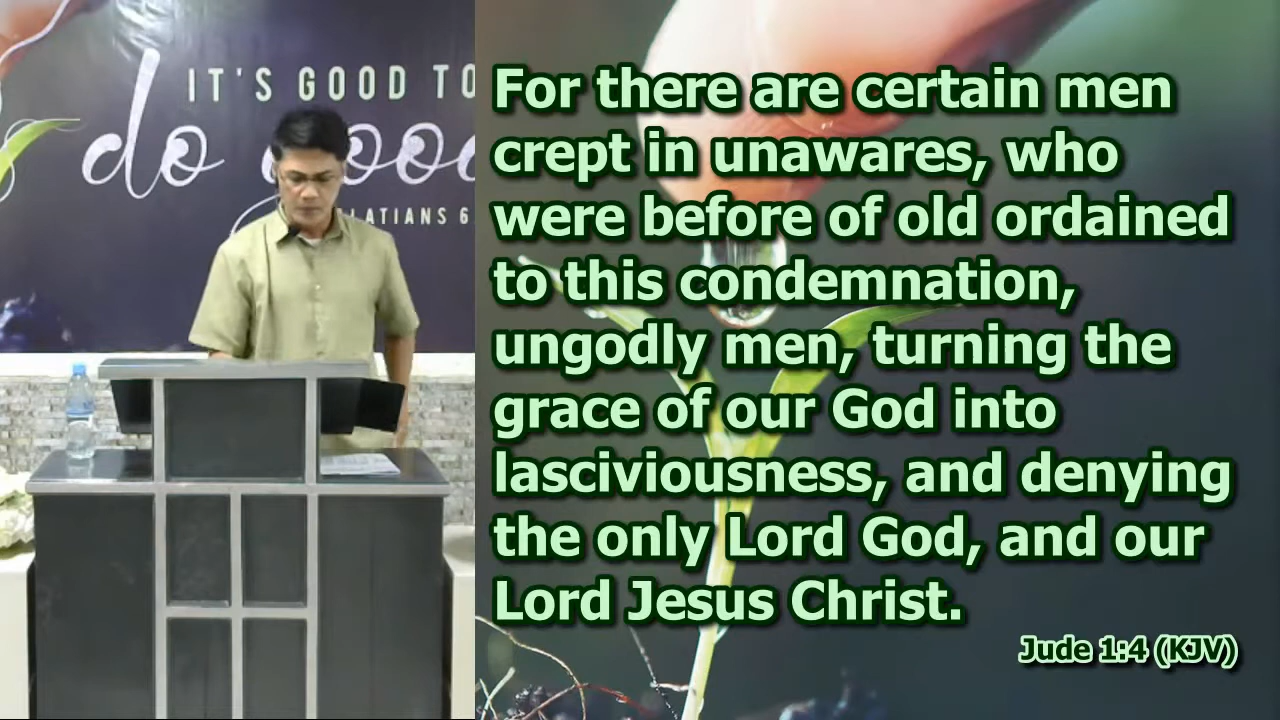 IT'S GOOD TO
do good
LATIANS 6
For there are certain men
crept in unawares, who
were before of old ordained
to this condemnation,
ungodly men, turning the
grace of our God into
lasciviousness, and denying
the only Lord God, and our
Lord Jesus Christ.
Jude 1:4 (KJV)